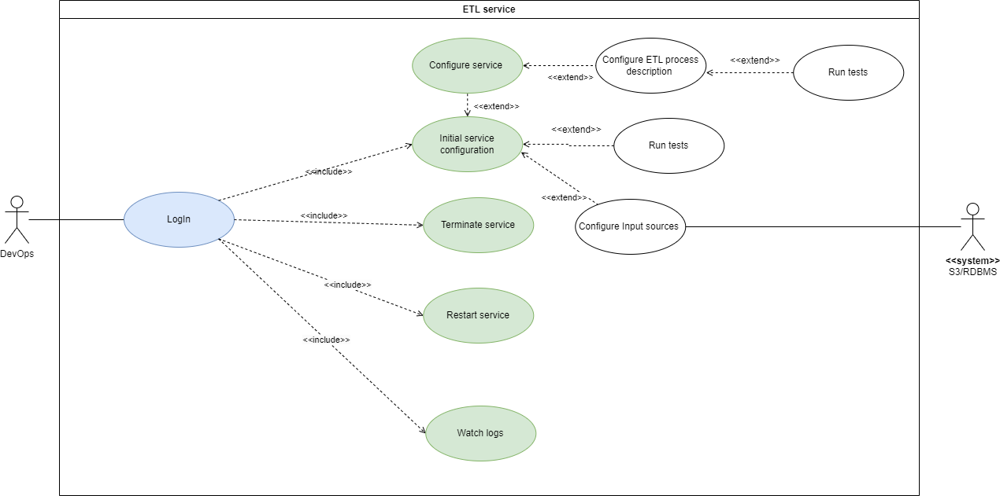 ETL service
Configure service
<<extend>>
Configure ETL process
description
<<extend>>
Run tests
<<extend>>
Initial service
configuration
<<extend>>
Run tests
<<include>>
<<extend>>
DevOps
LogIn
<<include>>
Terminate service
Configure Input sources
<<system>>
S3/RDBMS
<<include>>
Restart service
<<include>>
Watch logs